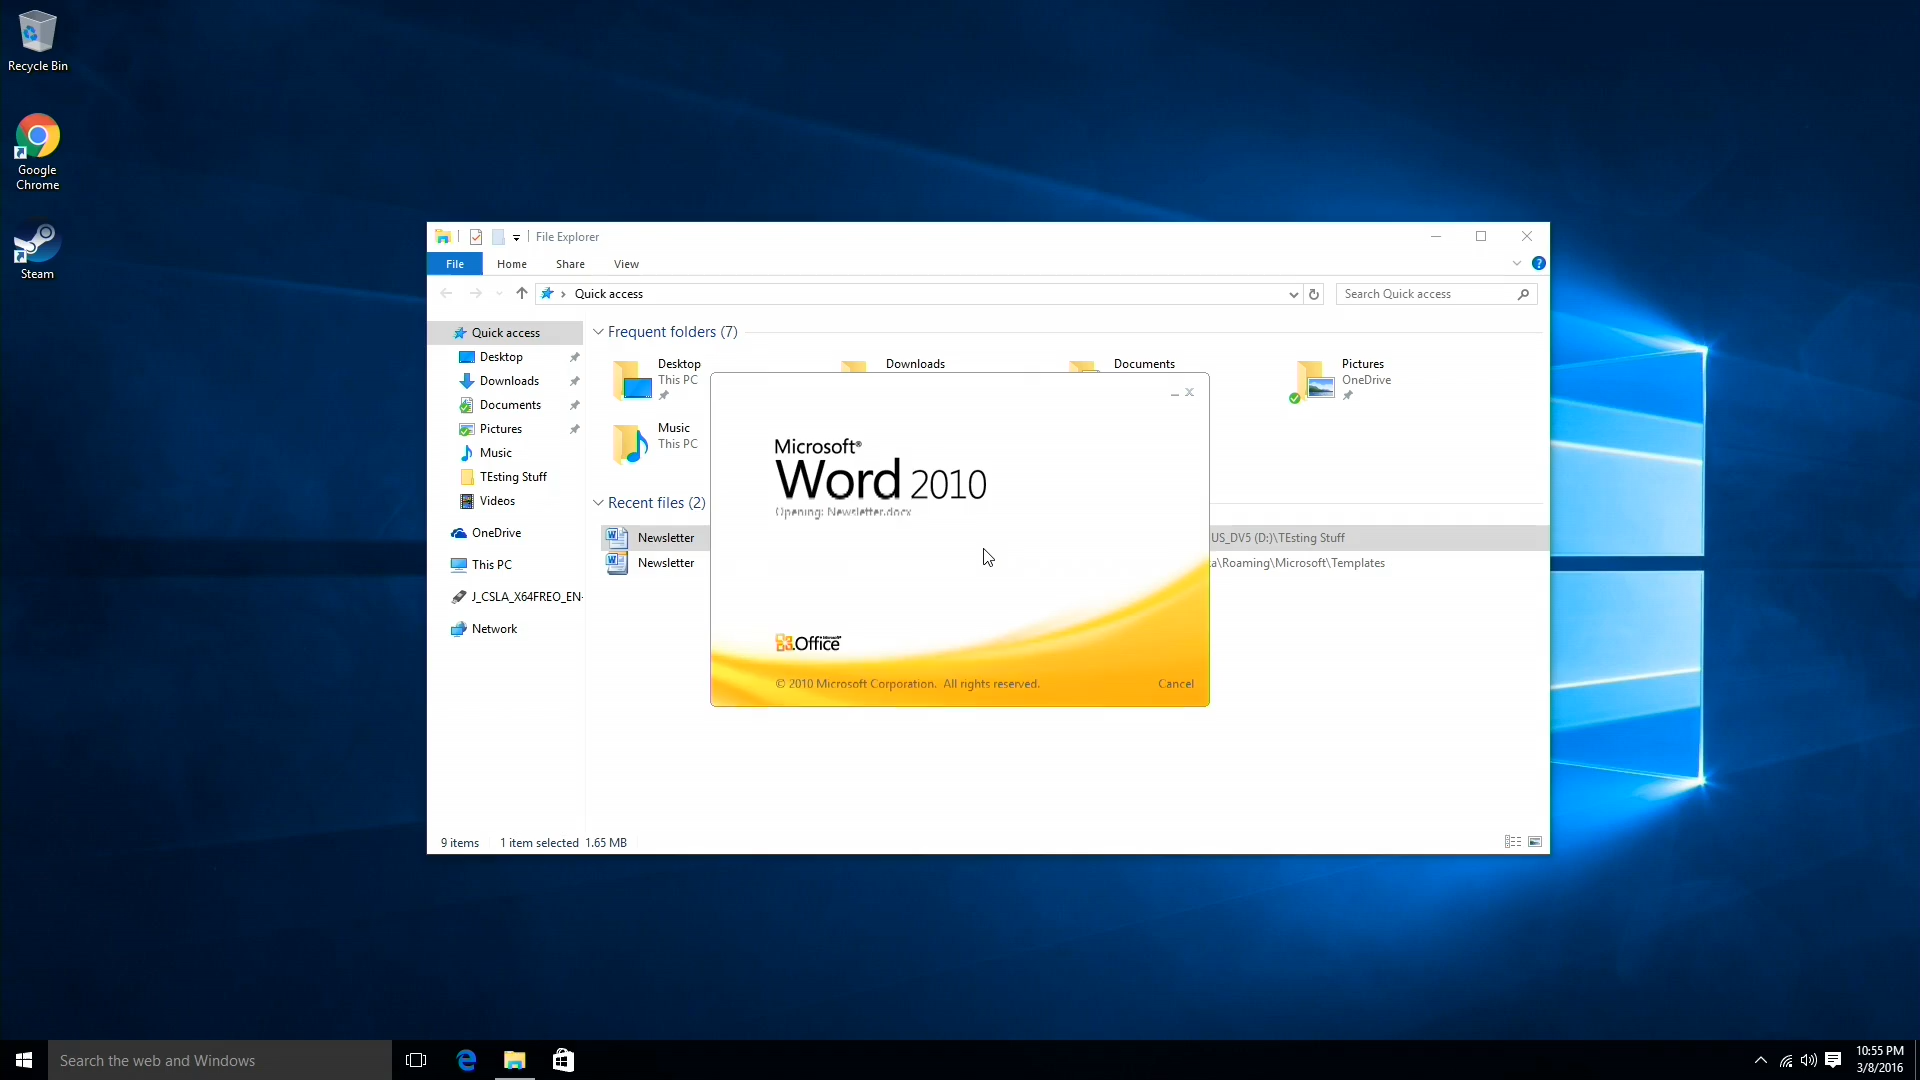 Recycle Bin
Google
Chrome
Steam
File Explorer
File
Home
Share
View
?
Quick access
Search Quick access
Quick access
Desktop
Downloads
Documents
Pictures
Music
TEsting Stuff
Videos
OneDrive
This PC
J_CSLA_X64FREO_EN-
Network
Frequent folders (7)
Desktop
This PC
Downloads
Documents
Pictures
OneDrive
Music
This PC
Recent files (2)
Newsletter
US_DV5 (D:)\TEsting Stuff
Newsletter
a\Roaming\Microsoft\Templates
Microsoft®
Word 2010
Opening: Newsletter.docx
Microsoft®
Office
© 2010 Microsoft Corporation. All rights reserved.
Cancel
9 items
1 item selected 1.65 MB
Search the web and Windows
10:55 PM
3/8/2016